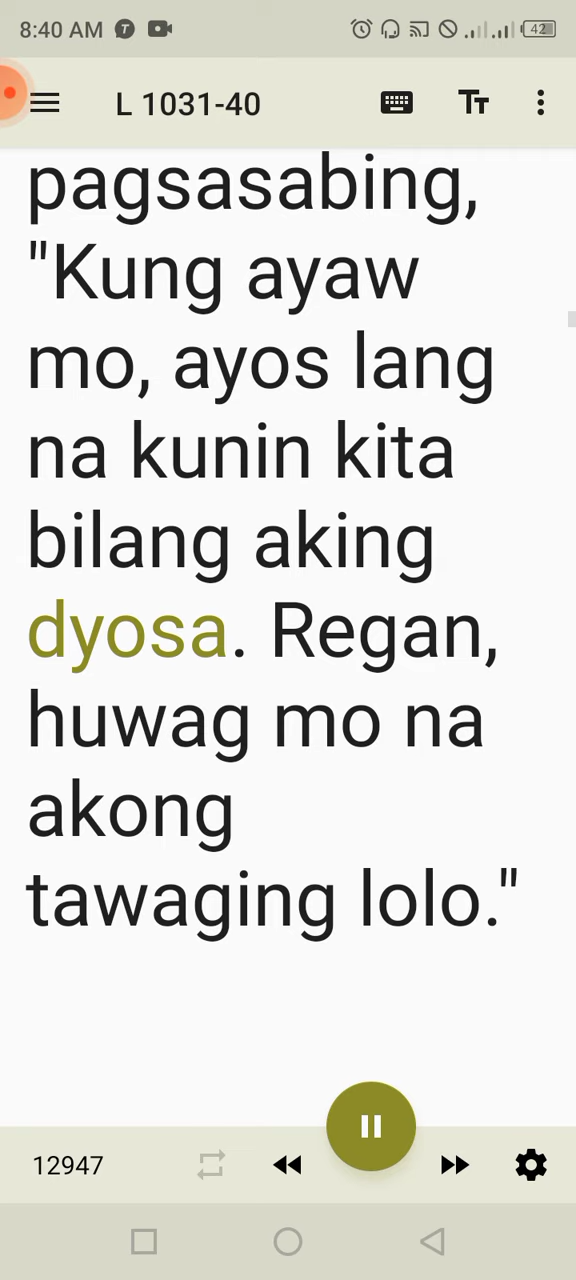 8:40 AM
42
L 1031-40
pagsasabing,
"Kung ayaw
mo, ayos lang
na kunin kita
bilang aking
dyosa. Regan,
huwag mo na
akong
tawaging lolo."
12947